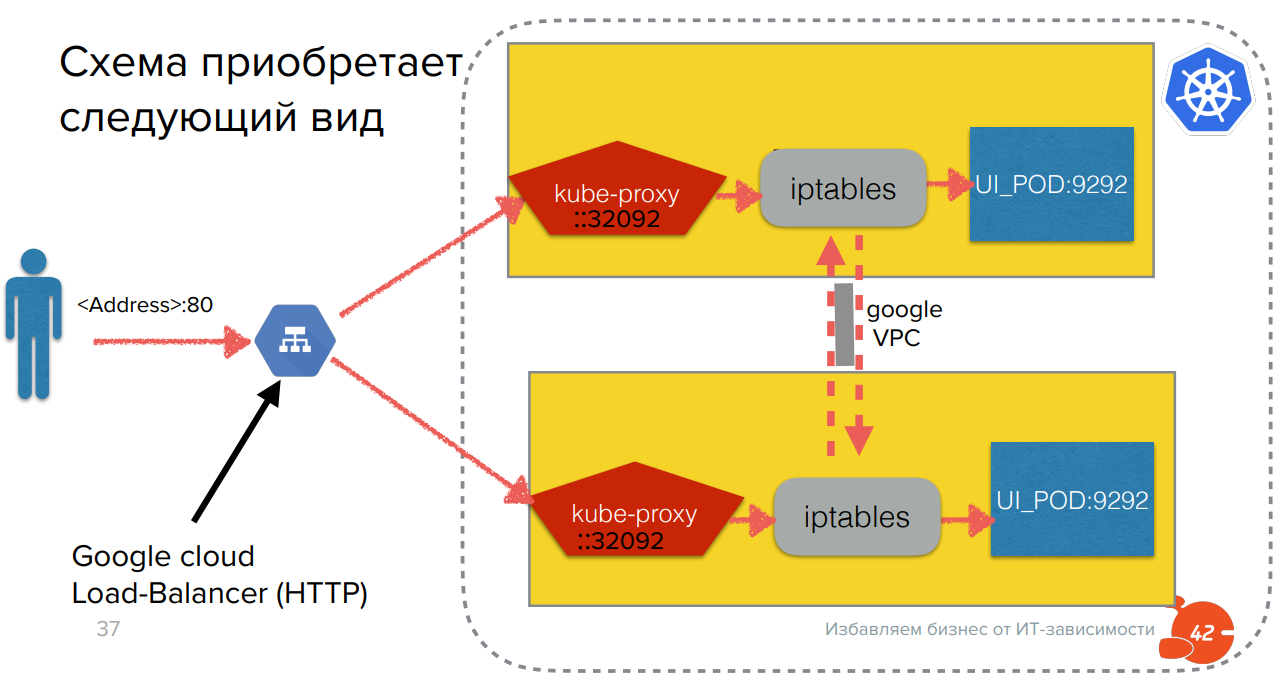 Схема приобретает
следующий вид
<Address>:80
Google cloud
Load-Balancer (HTTP)
37
kube-proxy
::32092
iptables
UI_POD:9292
google
VPC
kube-proxy
::32092
iptables
UI_POD:9292
Избавляем бизнес от ИТ-зависимости
42